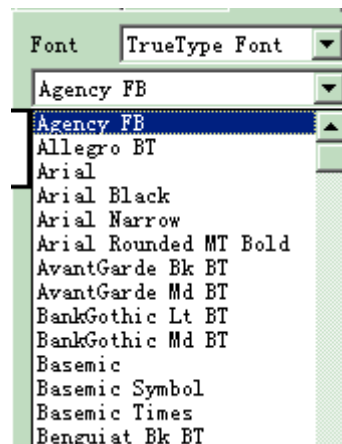 Font TrueType Font
Agency FB
Agency FB
Allegro BT
Arial
Arial Black
Arial Narrow
Arial Rounded MT Bold
AvantGarde Bk BT
AvantGarde Md BT
BankGothic Lt BT
BankGothic Md BT
Basemic
Basemic Symbol
Basemic Times
Benguiat Bk BT